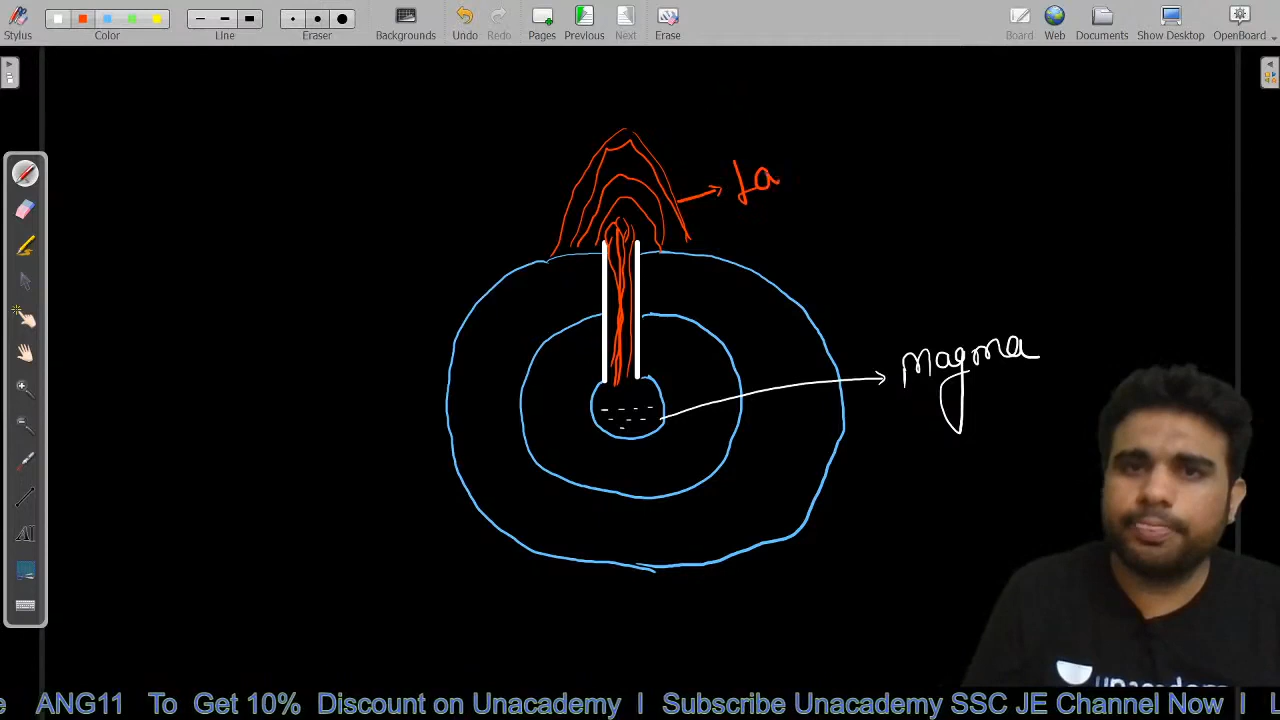 Stylus
Color
Line
Eraser
Backgrounds
Undo
Redo
Pages
Previous
Next
Erase
Board
Web
Documents
Show Desktop
OpenBoard
La
Magma
unacademy
e ANG11 To Get 10% Discount on Unacademy I Subscribe Unacademy SSC JE Channel Now I L